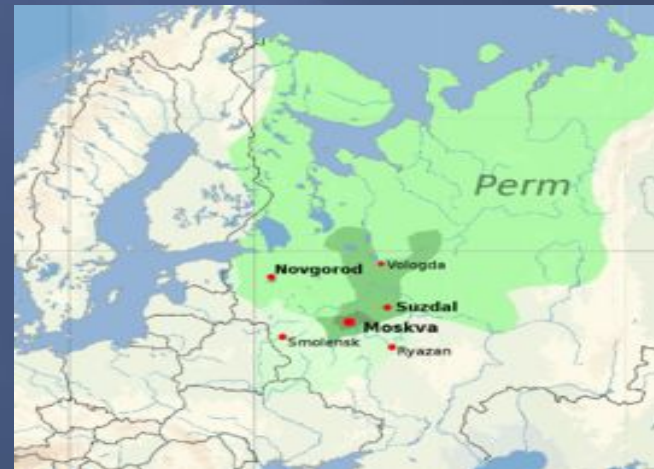 Perm
Novgorod
Vologda
Suzdal
Moskva
Smolensk
Ryazan